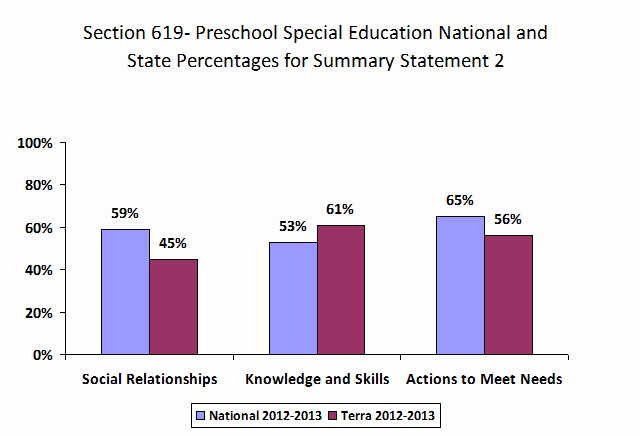 Section 619- Preschool Special Education National and
State Percentages for Summary Statement 2
100%
80%
60%
40%
20%
0%
59%
45%
53%
61%
65%
56%
Social Relationships
Knowledge and Skills
Actions to Meet Needs
National 2012-2013
Terra 2012-2013